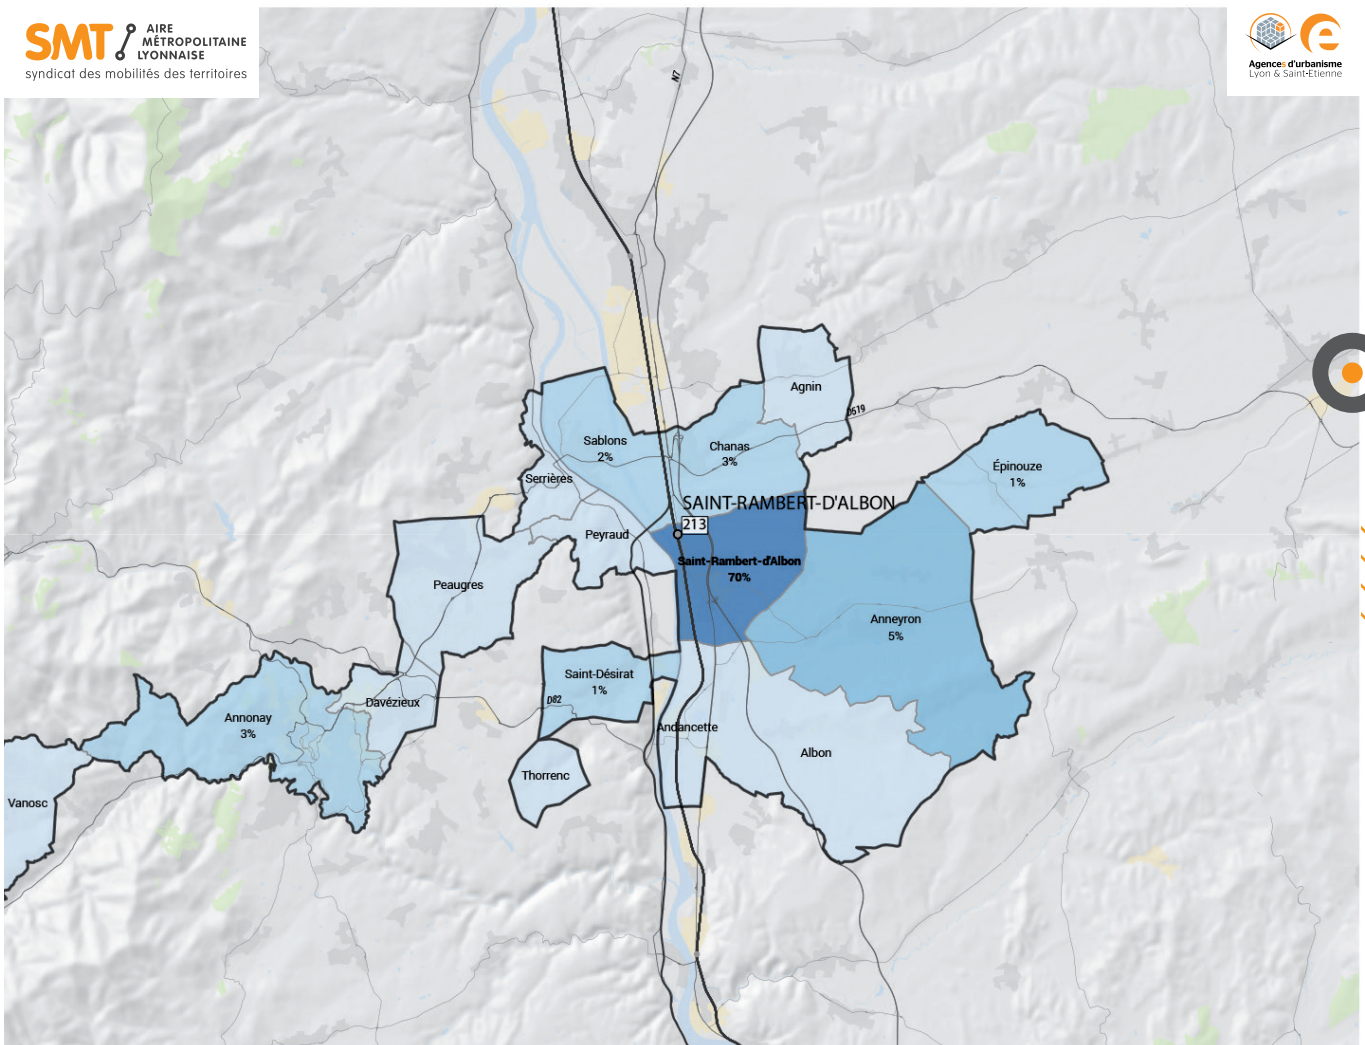 SMT
AIRE
MÉTROPOLITAINE
LYONNAISE
syndicat des mobilités des territoires
Agences d'urbanisme
Lyon & Saint-Etienne
N7
Agnin
D519
Sablons
2%
Chanas
3%
Épinouze
1%
Serrières
SAINT-RAMBERT-D'ALBON
213
Peyraud
Saint-Rambert-d'Albon
70%
Peaugres
Anneyron
5%
Saint-Désirat
1%
D82
Davézieux
Annonay
3%
Andancette
Albon
Thorrenc
Vanosc